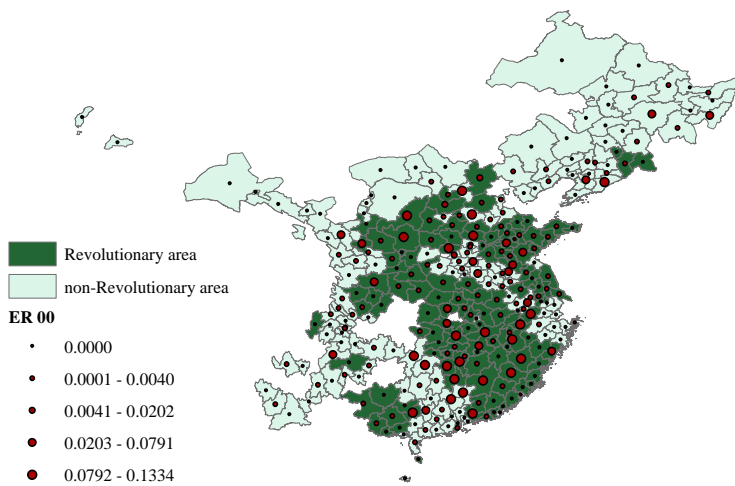 Revolutionary area
non-Revolutionary area
ER 00
0.0000
0.0001 - 0.0040
0.0041 - 0.0202
0.0203 - 0.0791
0.0792 - 0.1334